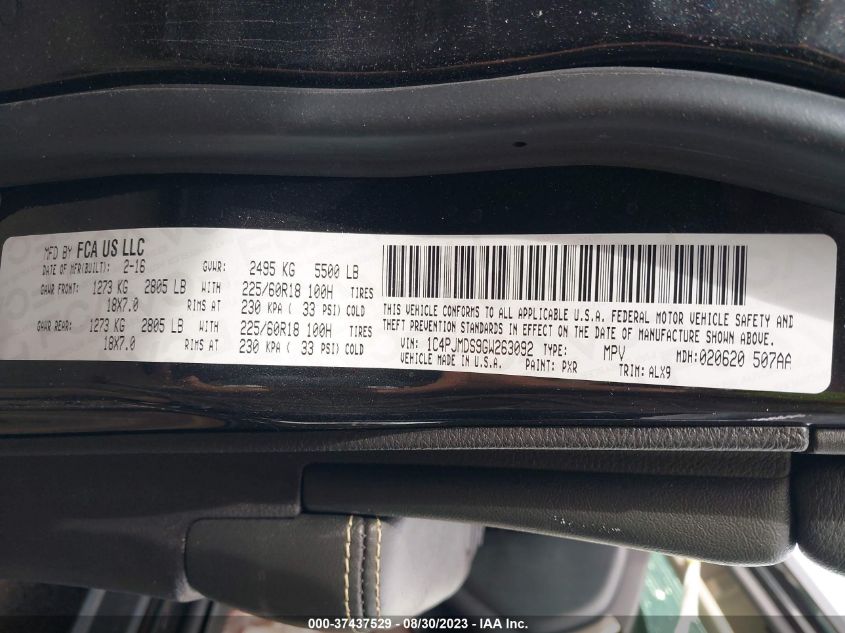 MFD BY FCA US LLC
DATE OF MFR(BUILT): 2-16 GVWR: 2495 KG 5500 LB
GAWR FRONT: 1273 KG 2805 LB WITH 225/60R18 100H TIRES
18X7.0 RIMS AT 230 KPA ( 33 PSI) COLD
GAWR REAR: 1273 KG 2805 LB WITH 225/60R18 100H TIRES
18X7.0 RIMS AT 230 KPA ( 33 PSI) COLD
THIS VEHICLE CONFORMS TO ALL APPLICABLE U.S.A. FEDERAL MOTOR VEHICLE SAFETY AND
THEFT PREVENTION STANDARDS IN EFFECT ON THE DATE OF MANUFACTURE SHOWN ABOVE.
VIN: 1C4PJMDS9GW263092 TYPE: MPV MDH:020620 507AA
VEHICLE MADE IN U.S.A. PAINT: PXR TRIM: ALX9
000-37437529 - 08/30/2023 - IAA Inc.